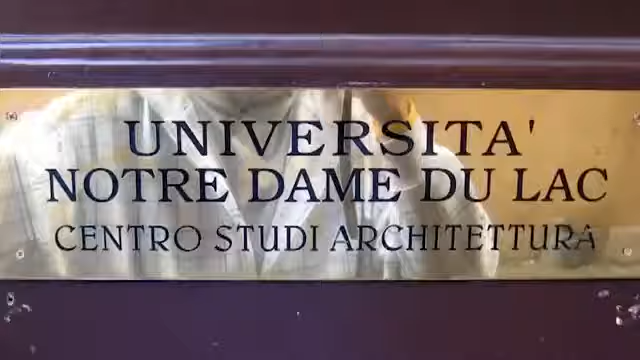 UNIVERSITA'
NOTRE DAME DU LAC
CENTRO STUDI ARCHITETTURA